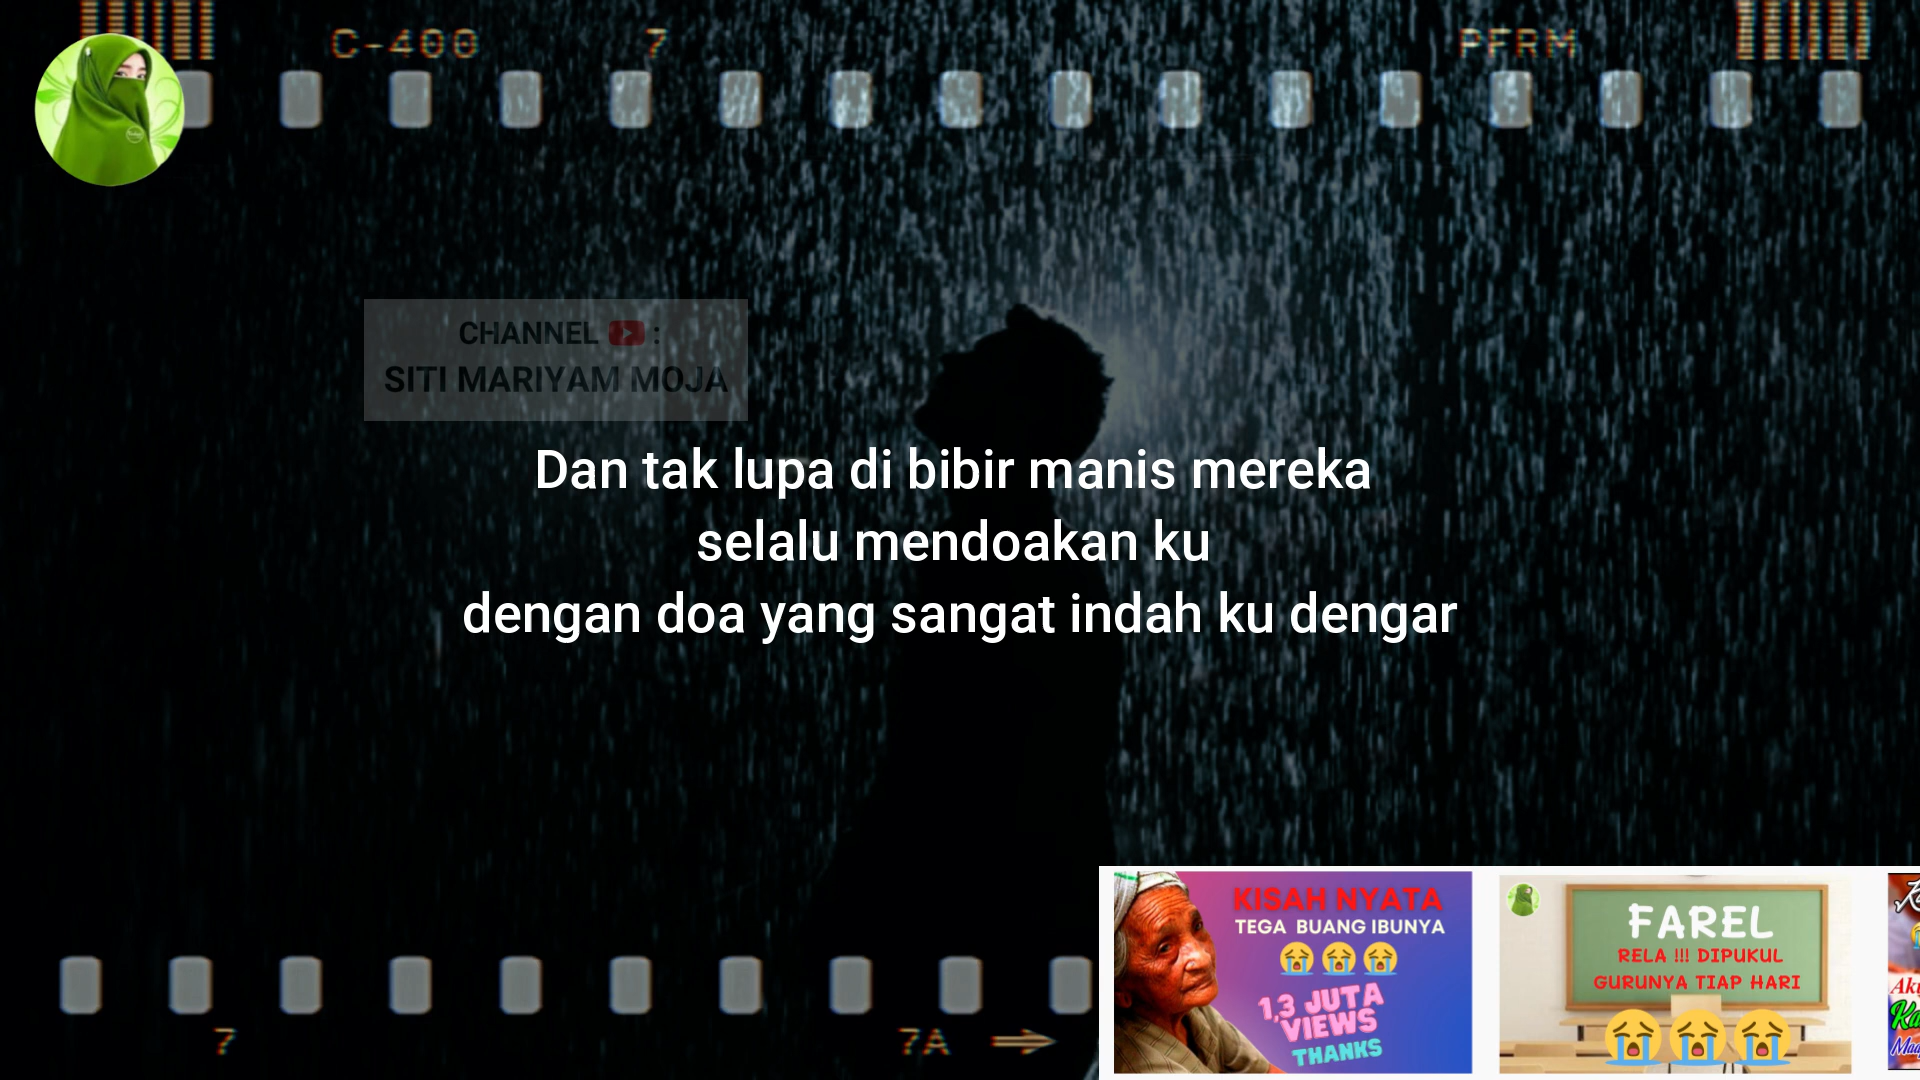 C-400 7 PFRM
CHANNEL :
SITI MARIYAM MOJA
Dan tak lupa di bibir manis mereka
selalu mendoakan ku
dengan doa yang sangat indah ku dengar
KISAH NYATA
TEGA BUANG IBUNYA
1,3 JUTA
VIEWS
THANKS
FAREL
RELA !!! DIPUKUL
GURUNYA TIAP HARI
7 7A